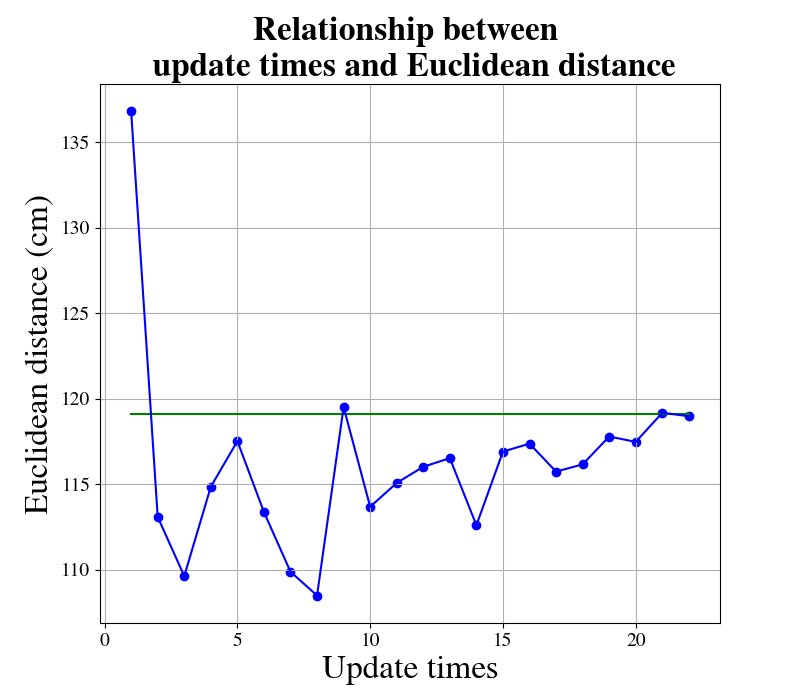 Relationship between
update times and Euclidean distance
Euclidean distance (cm)
135
130
125
120
115
110
0 5 10 15 20
Update times